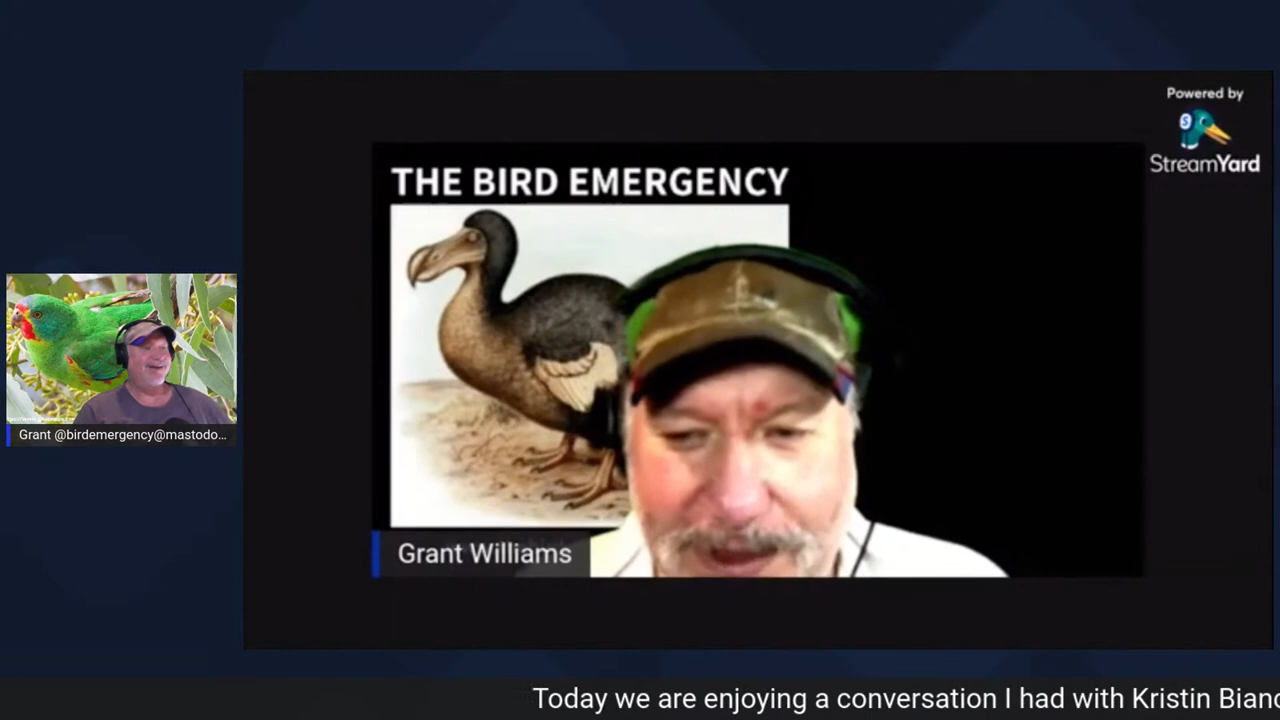 Powered by
StreamYard
THE BIRD EMERGENCY
Grant @birdemergency@mastodo...
Grant Williams
Today we are enjoying a conversation I had with Kristin